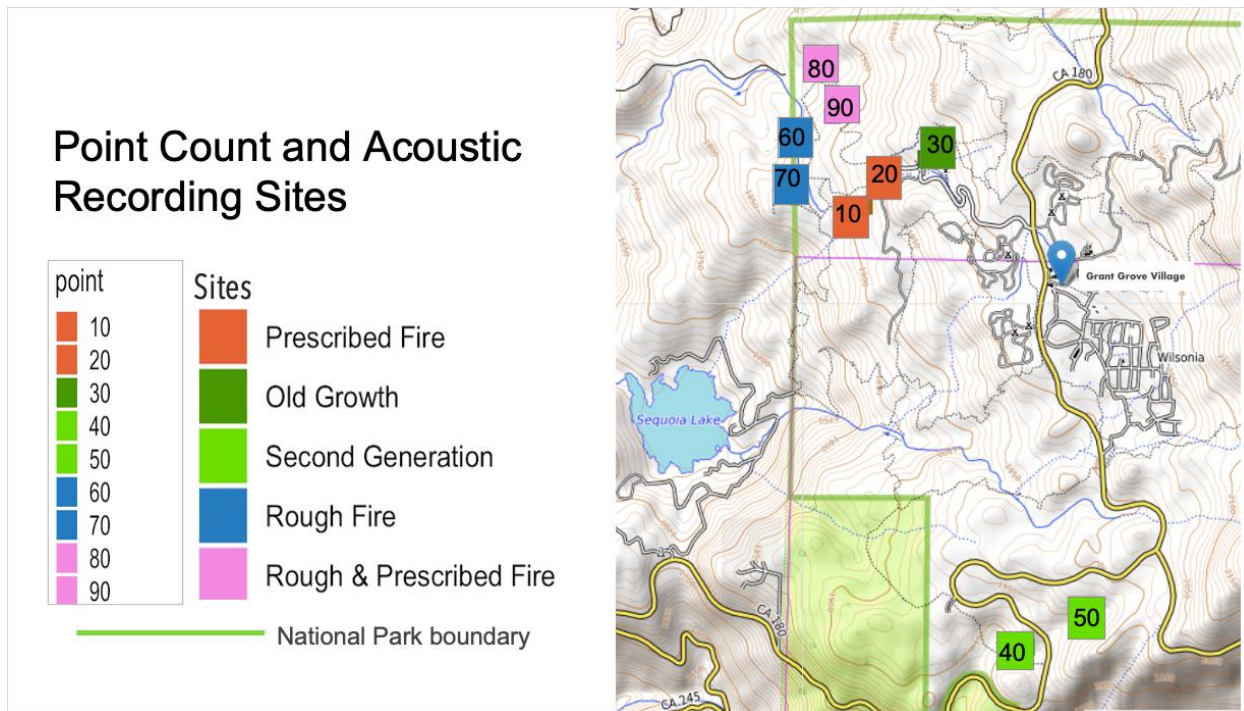 Point Count and Acoustic
Recording Sites
point
10
20
30
40
50
60
70
80
90
Sites
Prescribed Fire
Old Growth
Second Generation
Rough Fire
Rough & Prescribed Fire
National Park boundary
80
90
CA 180
60
30
70
20
10
Grant Grove Village
Wilsonia
Sequoia Lake
50
40
CA 180
CA 245